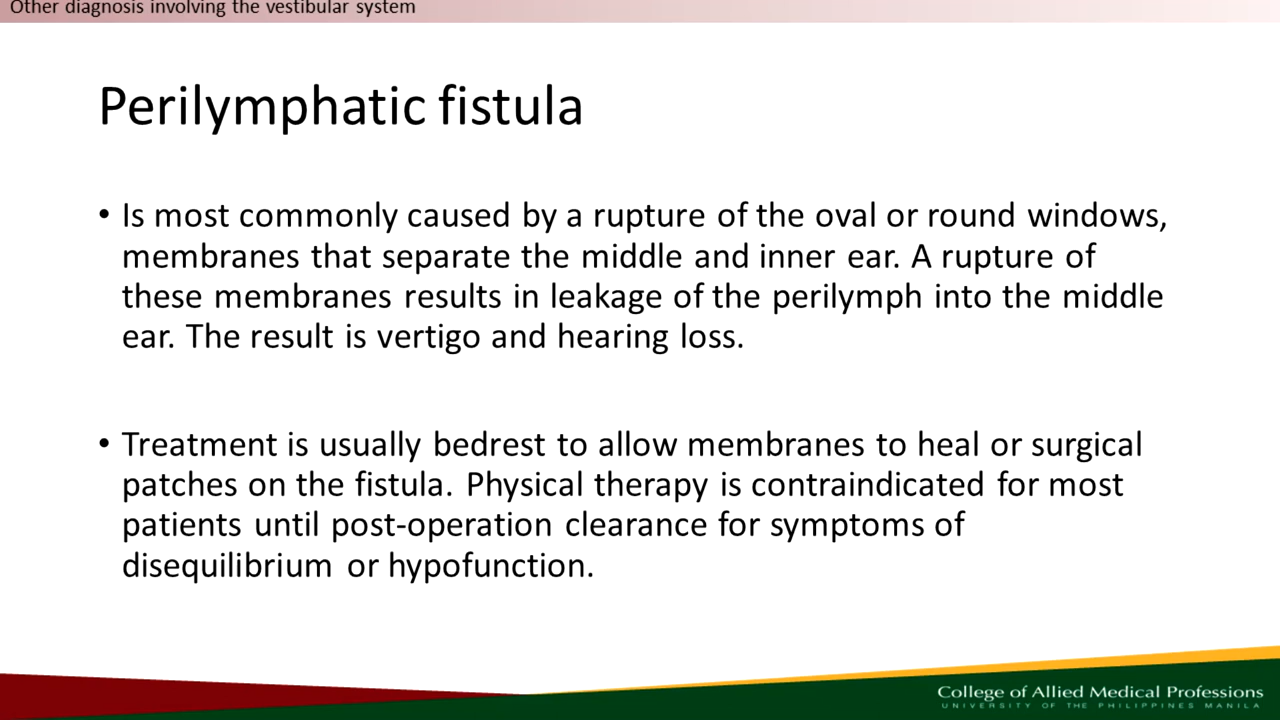 Other diagnosis involving the vestibular system
Perilymphatic fistula
• Is most commonly caused by a rupture of the oval or round windows,
membranes that separate the middle and inner ear. A rupture of
these membranes results in leakage of the perilymph into the middle
ear. The result is vertigo and hearing loss.
• Treatment is usually bedrest to allow membranes to heal or surgical
patches on the fistula. Physical therapy is contraindicated for most
patients until post-operation clearance for symptoms of
disequilibrium or hypofunction.
College of Allied Medical Professions
UNIVERSITY OF THE PHILIPPINES MANILA